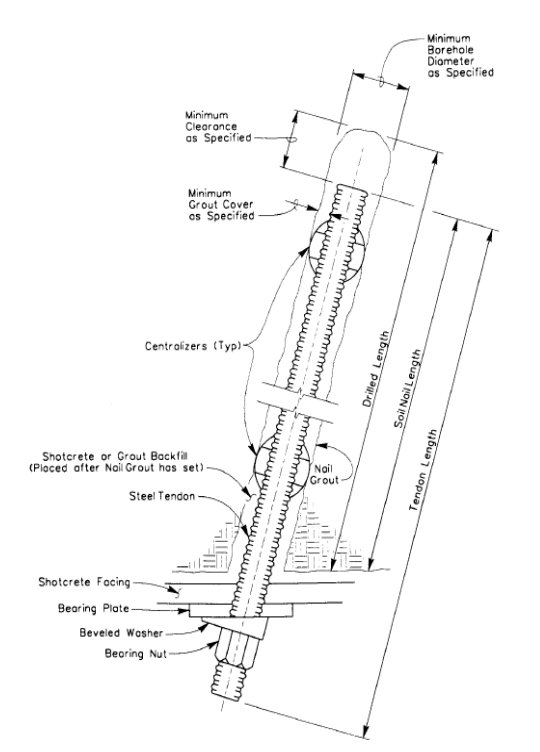 Minimum
Borehole
Diameter
as Specified
Minimum
Clearance
as Specified
Minimum
Grout Cover
as Specified
Centralizers (Typ)
Drilled Length
Soil Nail Length
Tendon Length
Shotcrete or Grout Backfill
(Placed after Nail Grout has set)
Nail
Grout
Steel Tendon
Shotcrete Facing
Bearing Plate
Beveled Washer
Bearing Nut